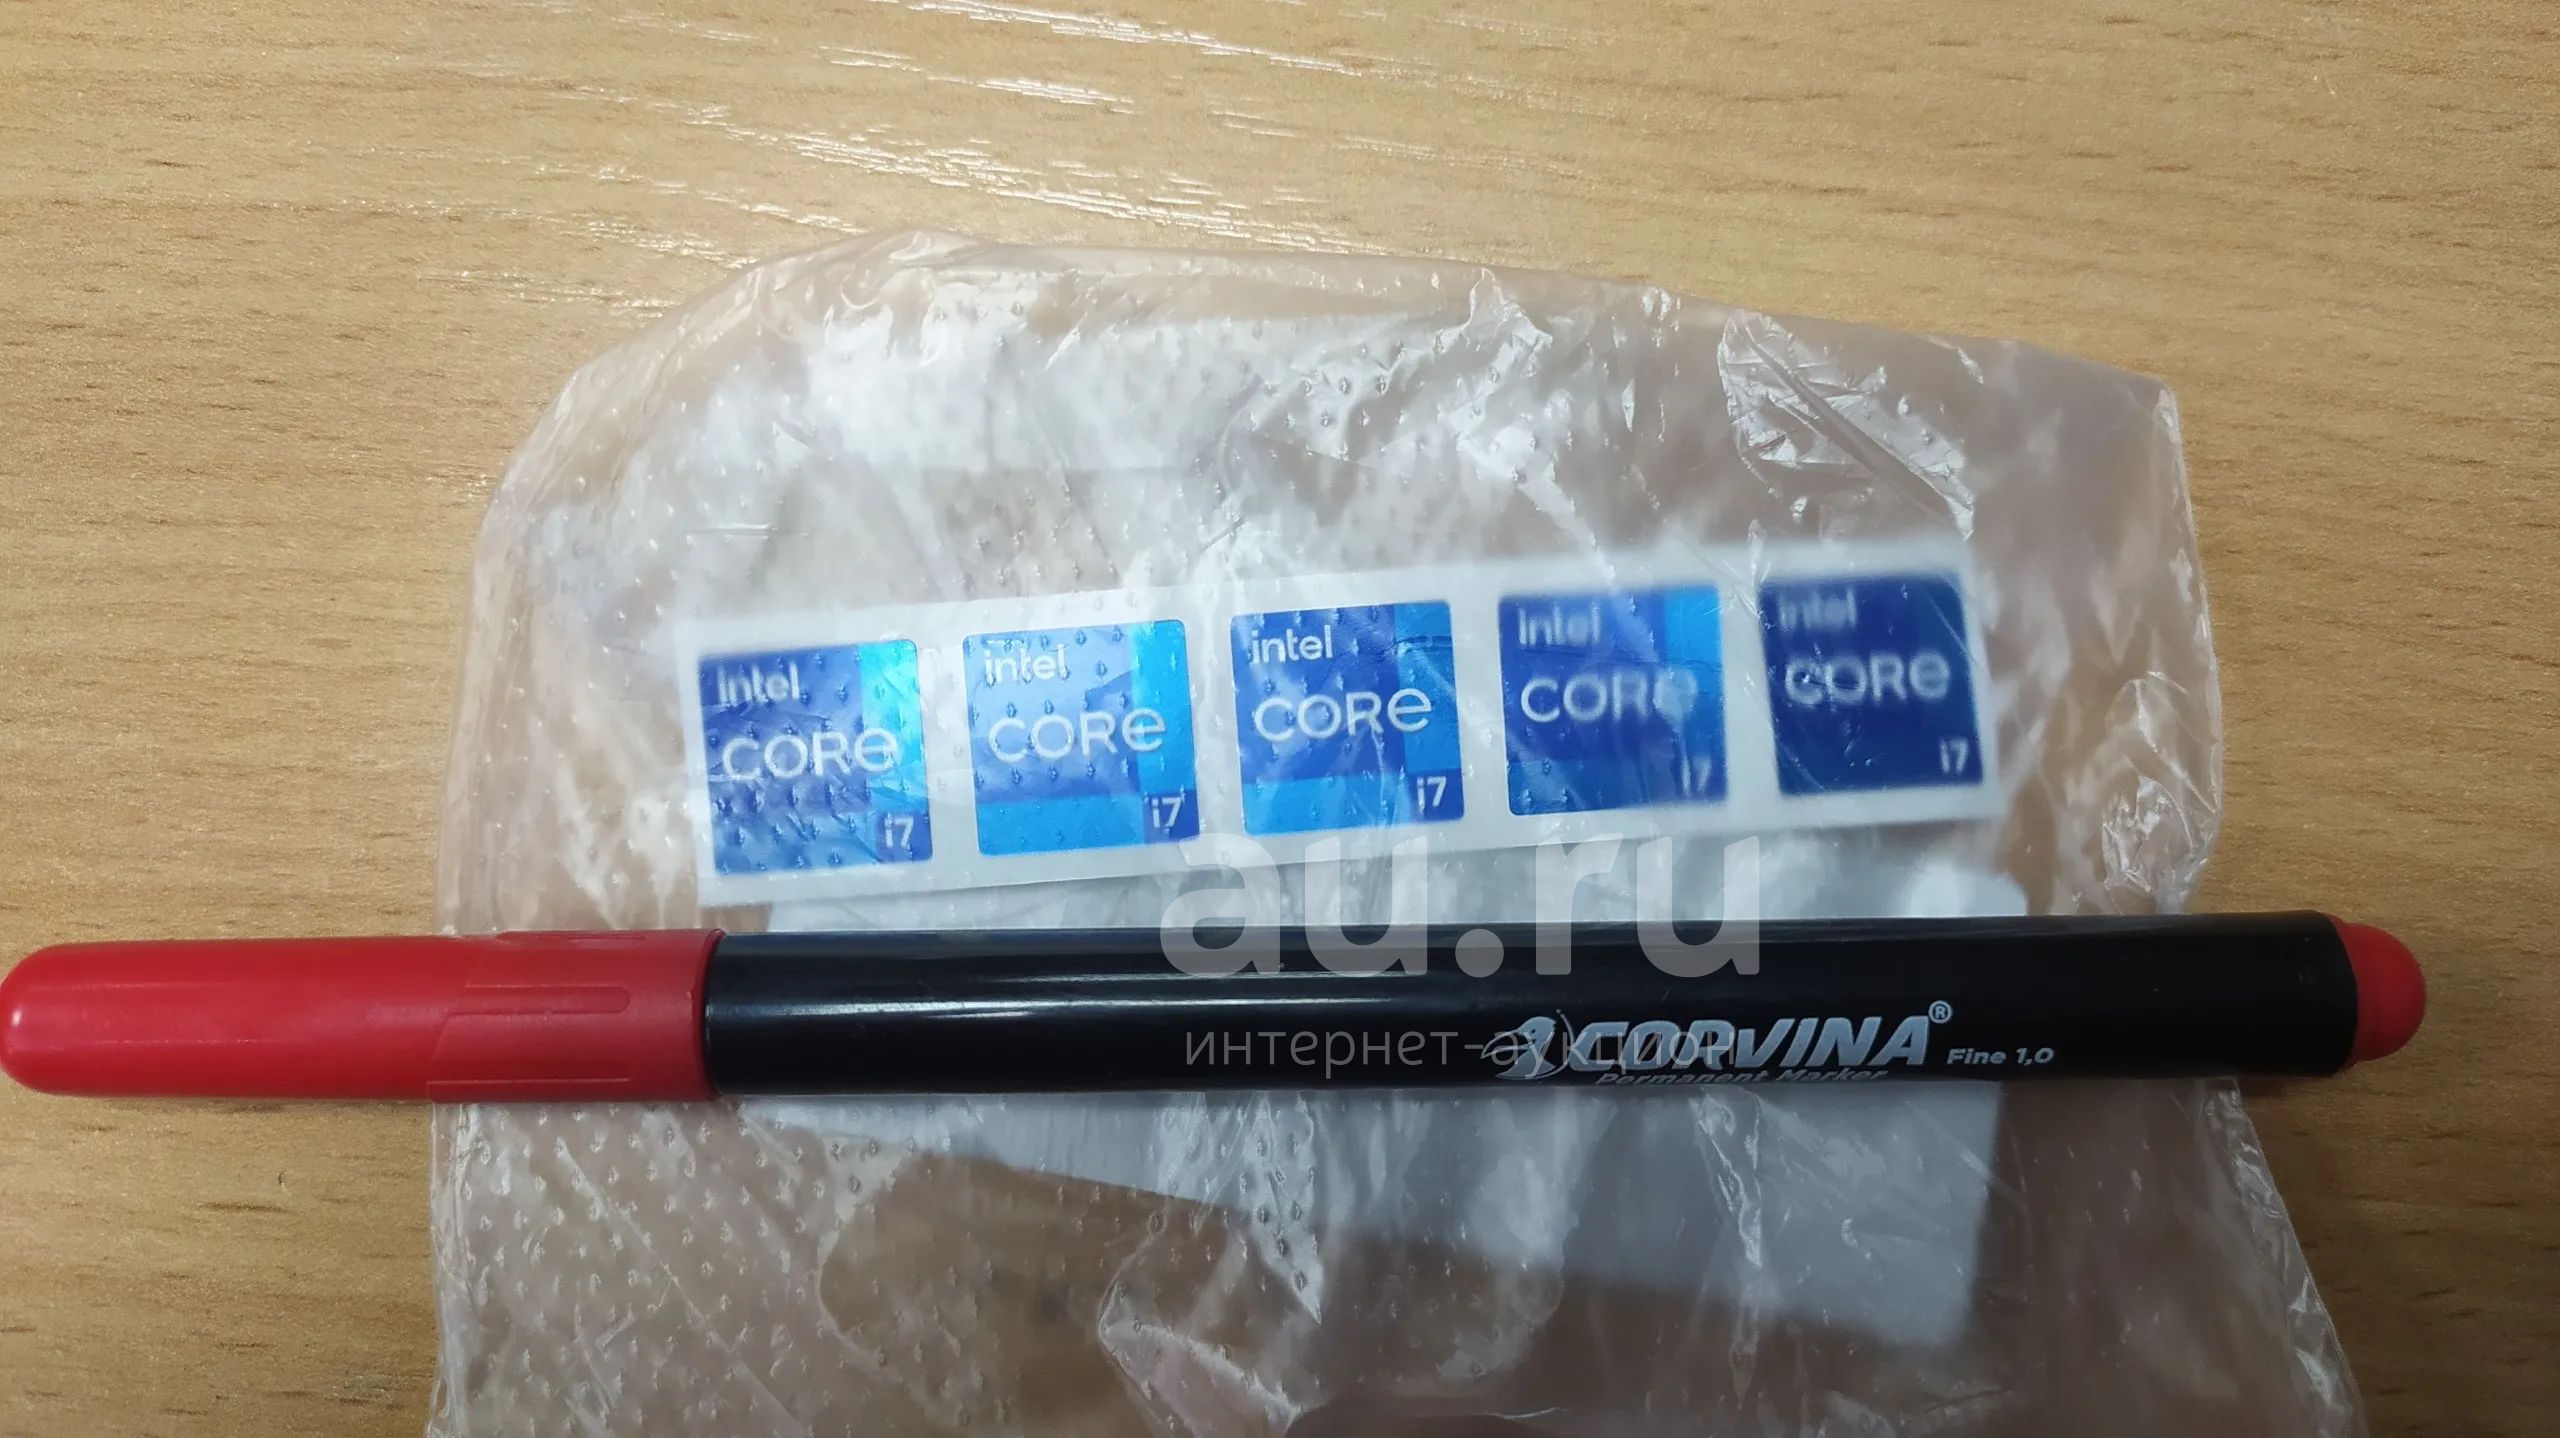 intel
CORe
i7
intel
CORe
i7
intel
CORe
i7
intel
CORe
i7
intel
CORe
i7
au.ru
интернет-аукцион
CORVINA® Fine 1,0
Permanent Marker